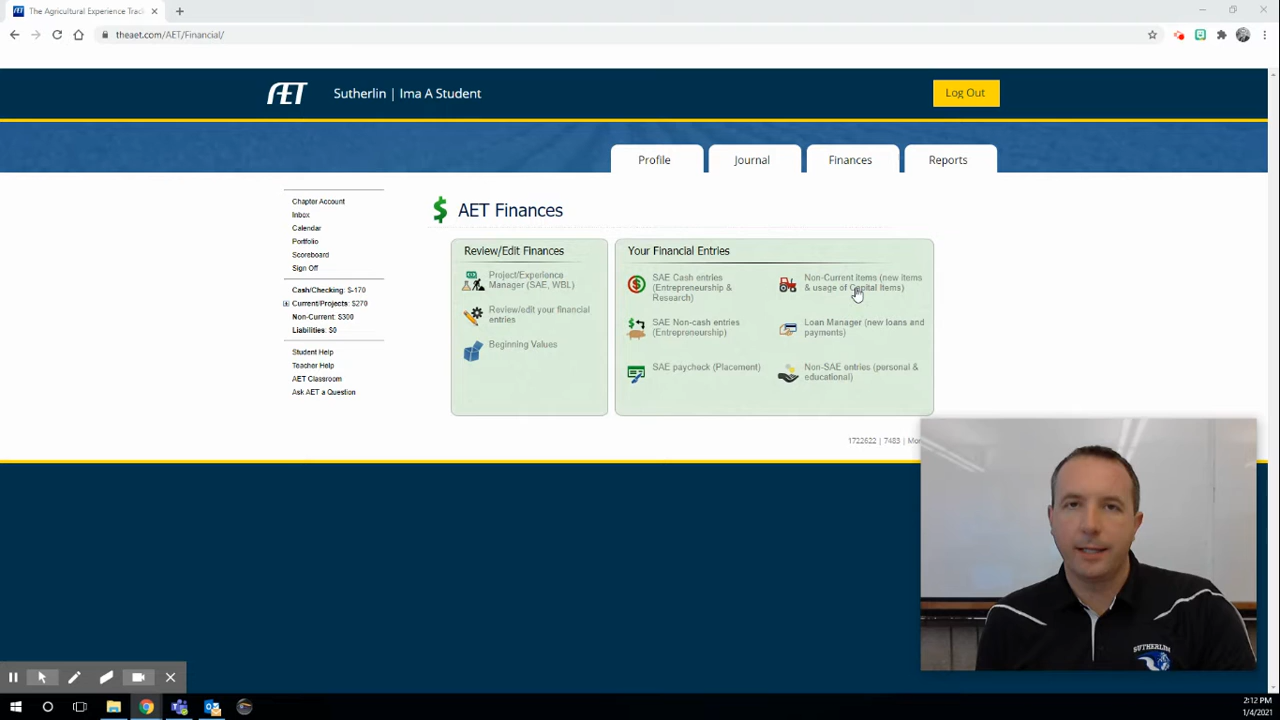 The Agricultural Experience Trac
theaet.com/AET/Financial/
AET
Sutherlin | Ima A Student
Log Out
Profile
Journal
Finances
Reports
Chapter Account
Inbox
Calendar
Portfolio
Scoreboard
Sign Off
Cash/Checking: $-170
Current/Projects: $270
Non-Current: $300
Liabilities: $0
Student Help
Teacher Help
AET Classroom
Ask AET a Question
$ AET Finances
Review/Edit Finances
Project/Experience
Manager (SAE, WBL)
Review/edit your financial
entries
Beginning Values
Your Financial Entries
SAE Cash entries
(Entrepreneurship &
Research)
SAE Non-cash entries
(Entrepreneurship)
SAE paycheck (Placement)
Non-Current Items (new items
& usage of Capital Items)
Loan Manager (new loans and
payments)
Non-SAE entries (personal &
educational)
1722622 | 7483 | Mon
SUTHERLIN
2:12 PM
1/4/2021